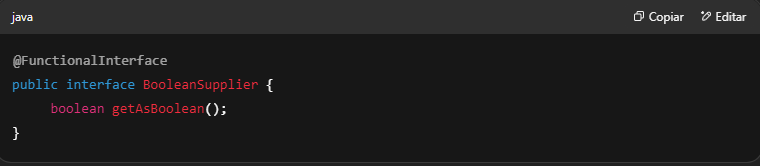 java Copiar Editar
@FunctionalInterface
public interface BooleanSupplier {
    boolean getAsBoolean();
}